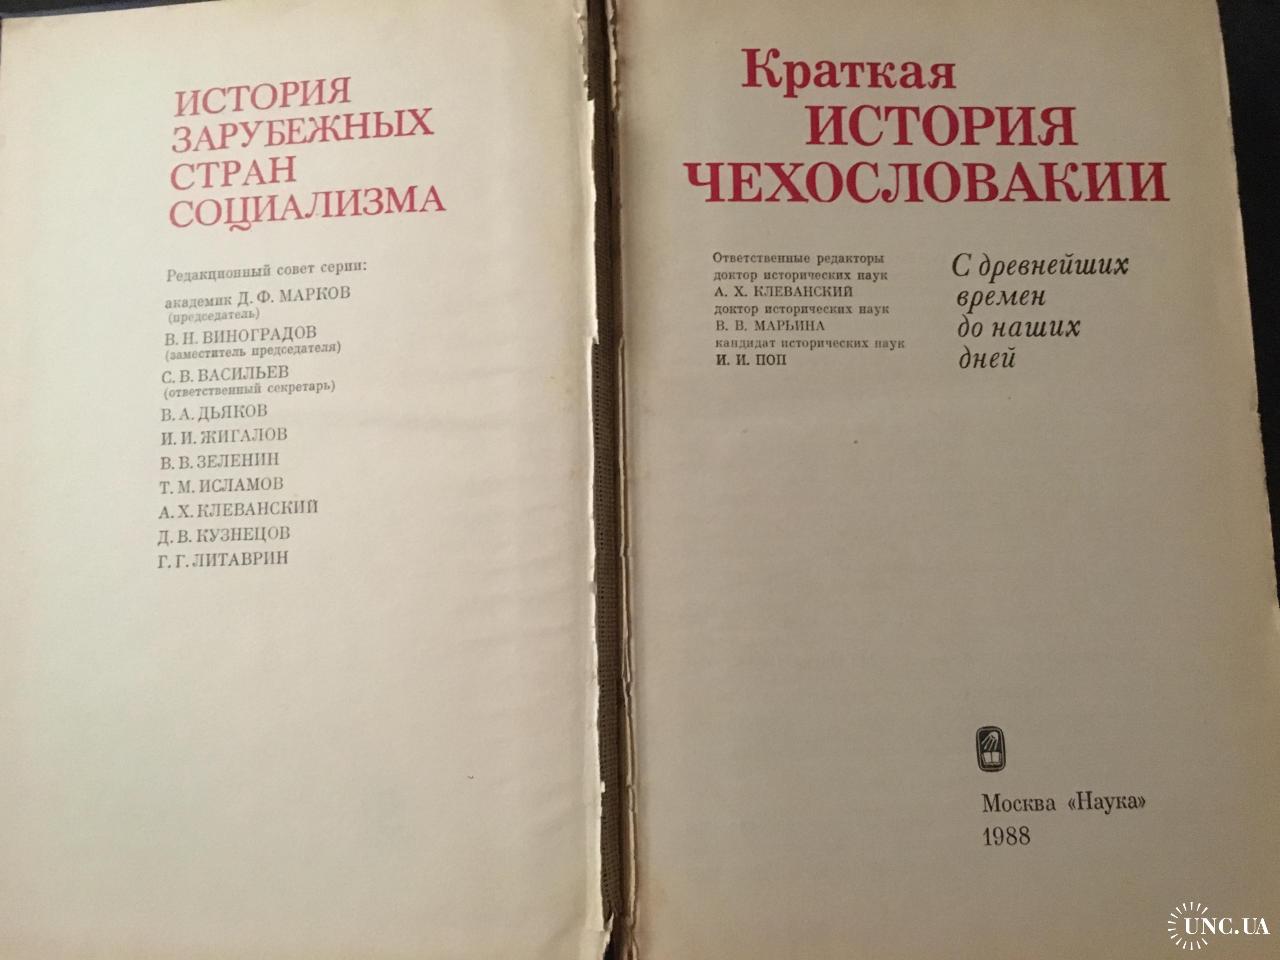 ИСТОРИЯ
ЗАРУБЕЖНЫХ
СТРАН
СОЦИАЛИЗМА
Редакционный совет серии:
академик Д. Ф. МАРКОВ
(председатель)
В. Н. ВИНОГРАДОВ
(заместитель председателя)
С. В. ВАСИЛЬЕВ
(ответственный секретарь)
В. А. ДЬЯКОВ
И. И. ЖИГАЛОВ
В. В. ЗЕЛЕНИН
Т. М. ИСЛАМОВ
А. Х. КЛЕВАНСКИЙ
Д. В. КУЗНЕЦОВ
Г. Г. ЛИТАВРИН
Краткая
ИСТОРИЯ
ЧЕХОСЛОВАКИИ
Ответственные редакторы
доктор исторических наук
А. Х. КЛЕВАНСКИЙ
доктор исторических наук
В. В. МАРЬИНА
кандидат исторических наук
И. И. ПОП
С древнейших
времен
до наших
дней
Москва «Наука»
1988
UNC.UA